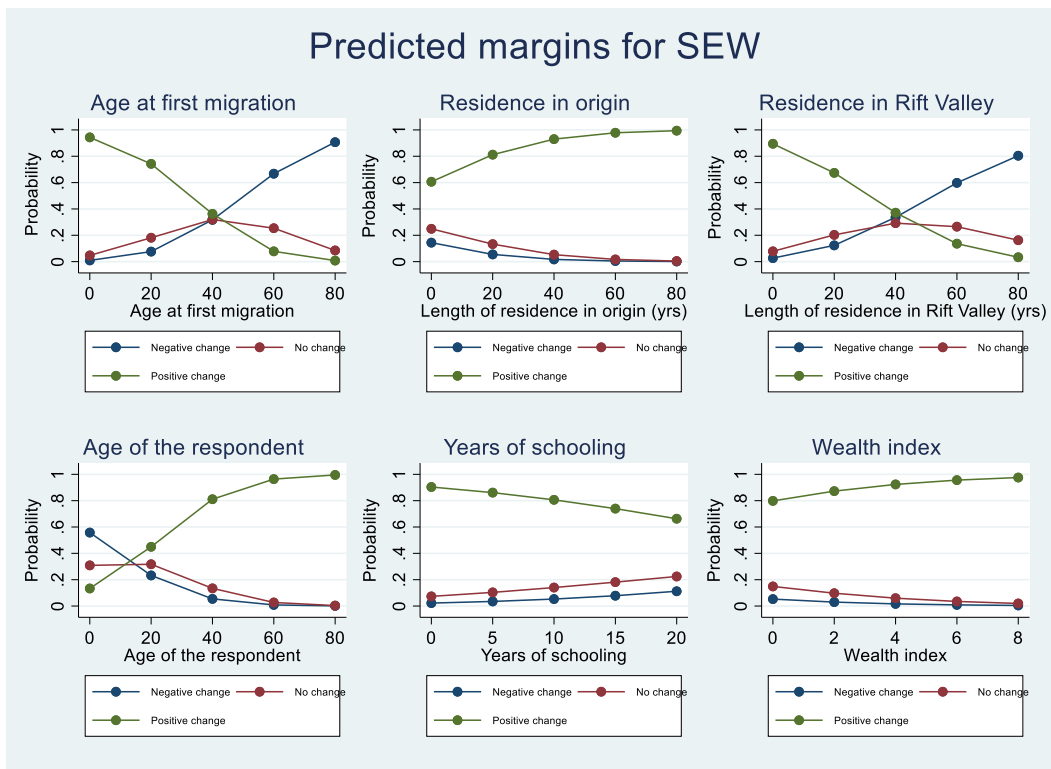 Predicted margins for SEW
Age at first migration
Probability
0 .2 .4 .6 .8 1
0 20 40 60 80
Age at first migration
Negative change No change
Positive change
Residence in origin
Probability
0 .2 .4 .6 .8 1
0 20 40 60 80
Length of residence in origin (yrs)
Negative change No change
Positive change
Residence in Rift Valley
Probability
0 .2 .4 .6 .8 1
0 20 40 60 80
Length of residence in Rift Valley (yrs)
Negative change No change
Positive change
Age of the respondent
Probability
0 .2 .4 .6 .8 1
0 20 40 60 80
Age of the respondent
Negative change No change
Positive change
Years of schooling
Probability
0 .2 .4 .6 .8 1
0 5 10 15 20
Years of schooling
Negative change No change
Positive change
Wealth index
Probability
0 .2 .4 .6 .8 1
0 2 4 6 8
Wealth index
Negative change No change
Positive change